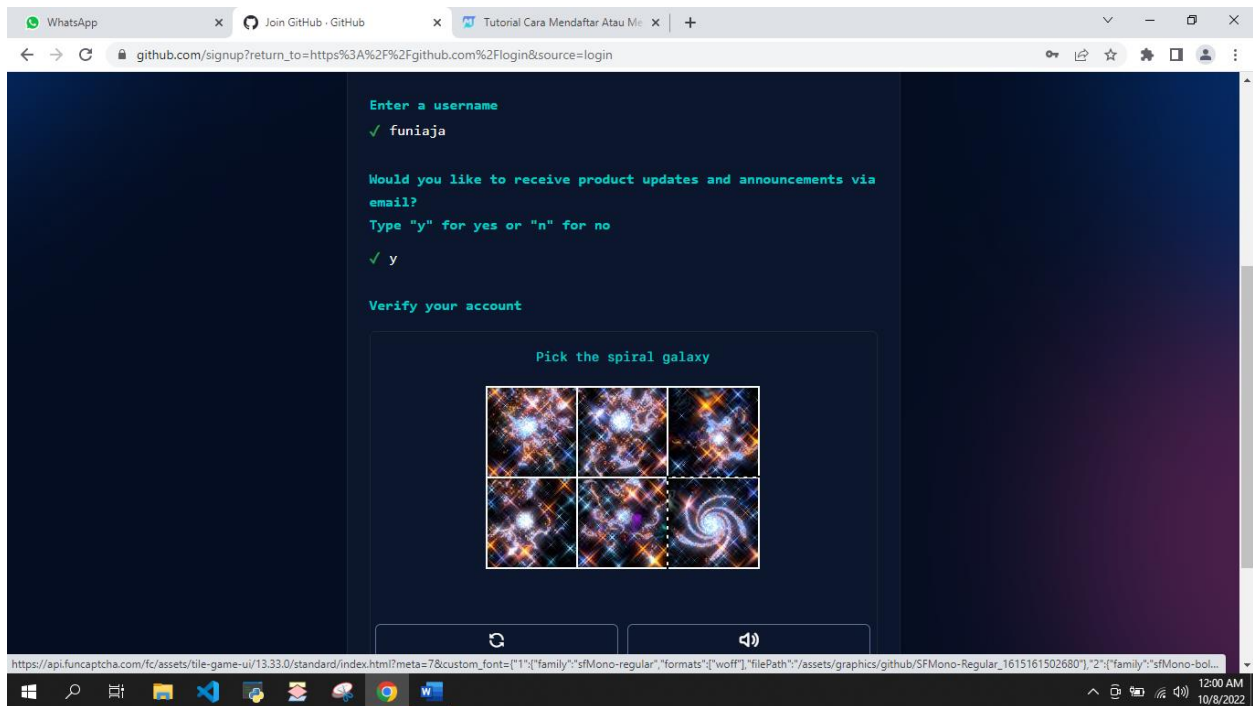 WhatsApp
Join GitHub · GitHub
Tutorial Cara Mendaftar Atau Me
github.com/signup?return_to=https%3A%2F%2Fgithub.com%2Flogin&source=login
Enter a username
✓ funiaja
Would you like to receive product updates and announcements via
email?
Type "y" for yes or "n" for no
✓ y
Verify your account
Pick the spiral galaxy
https://api.funcaptcha.com/fc/assets/tile-game-ui/13.33.0/standard/index.html?meta=7&custom_font={"1":{"family":"sfMono-regular","formats":["woff"],"filePath":"/assets/graphics/github/SFMono-Regular_1615161502680"},"2":{"family":"sfMono-bol...
12:00 AM
10/8/2022